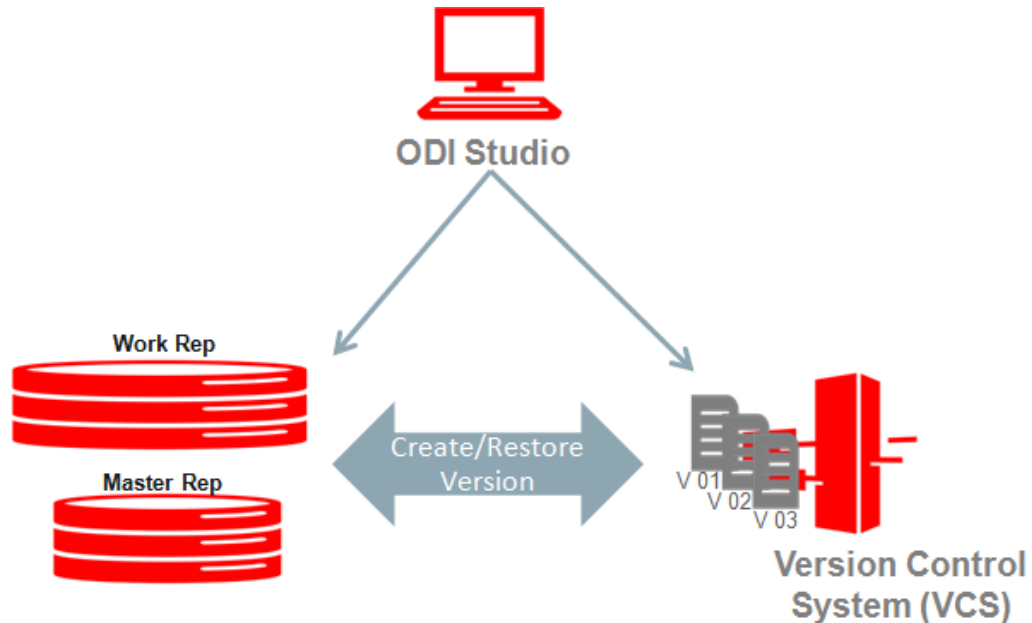 ODI Studio
Work Rep
Master Rep
Create/Restore
Version
V 01
V 02
V 03
Version Control
System (VCS)